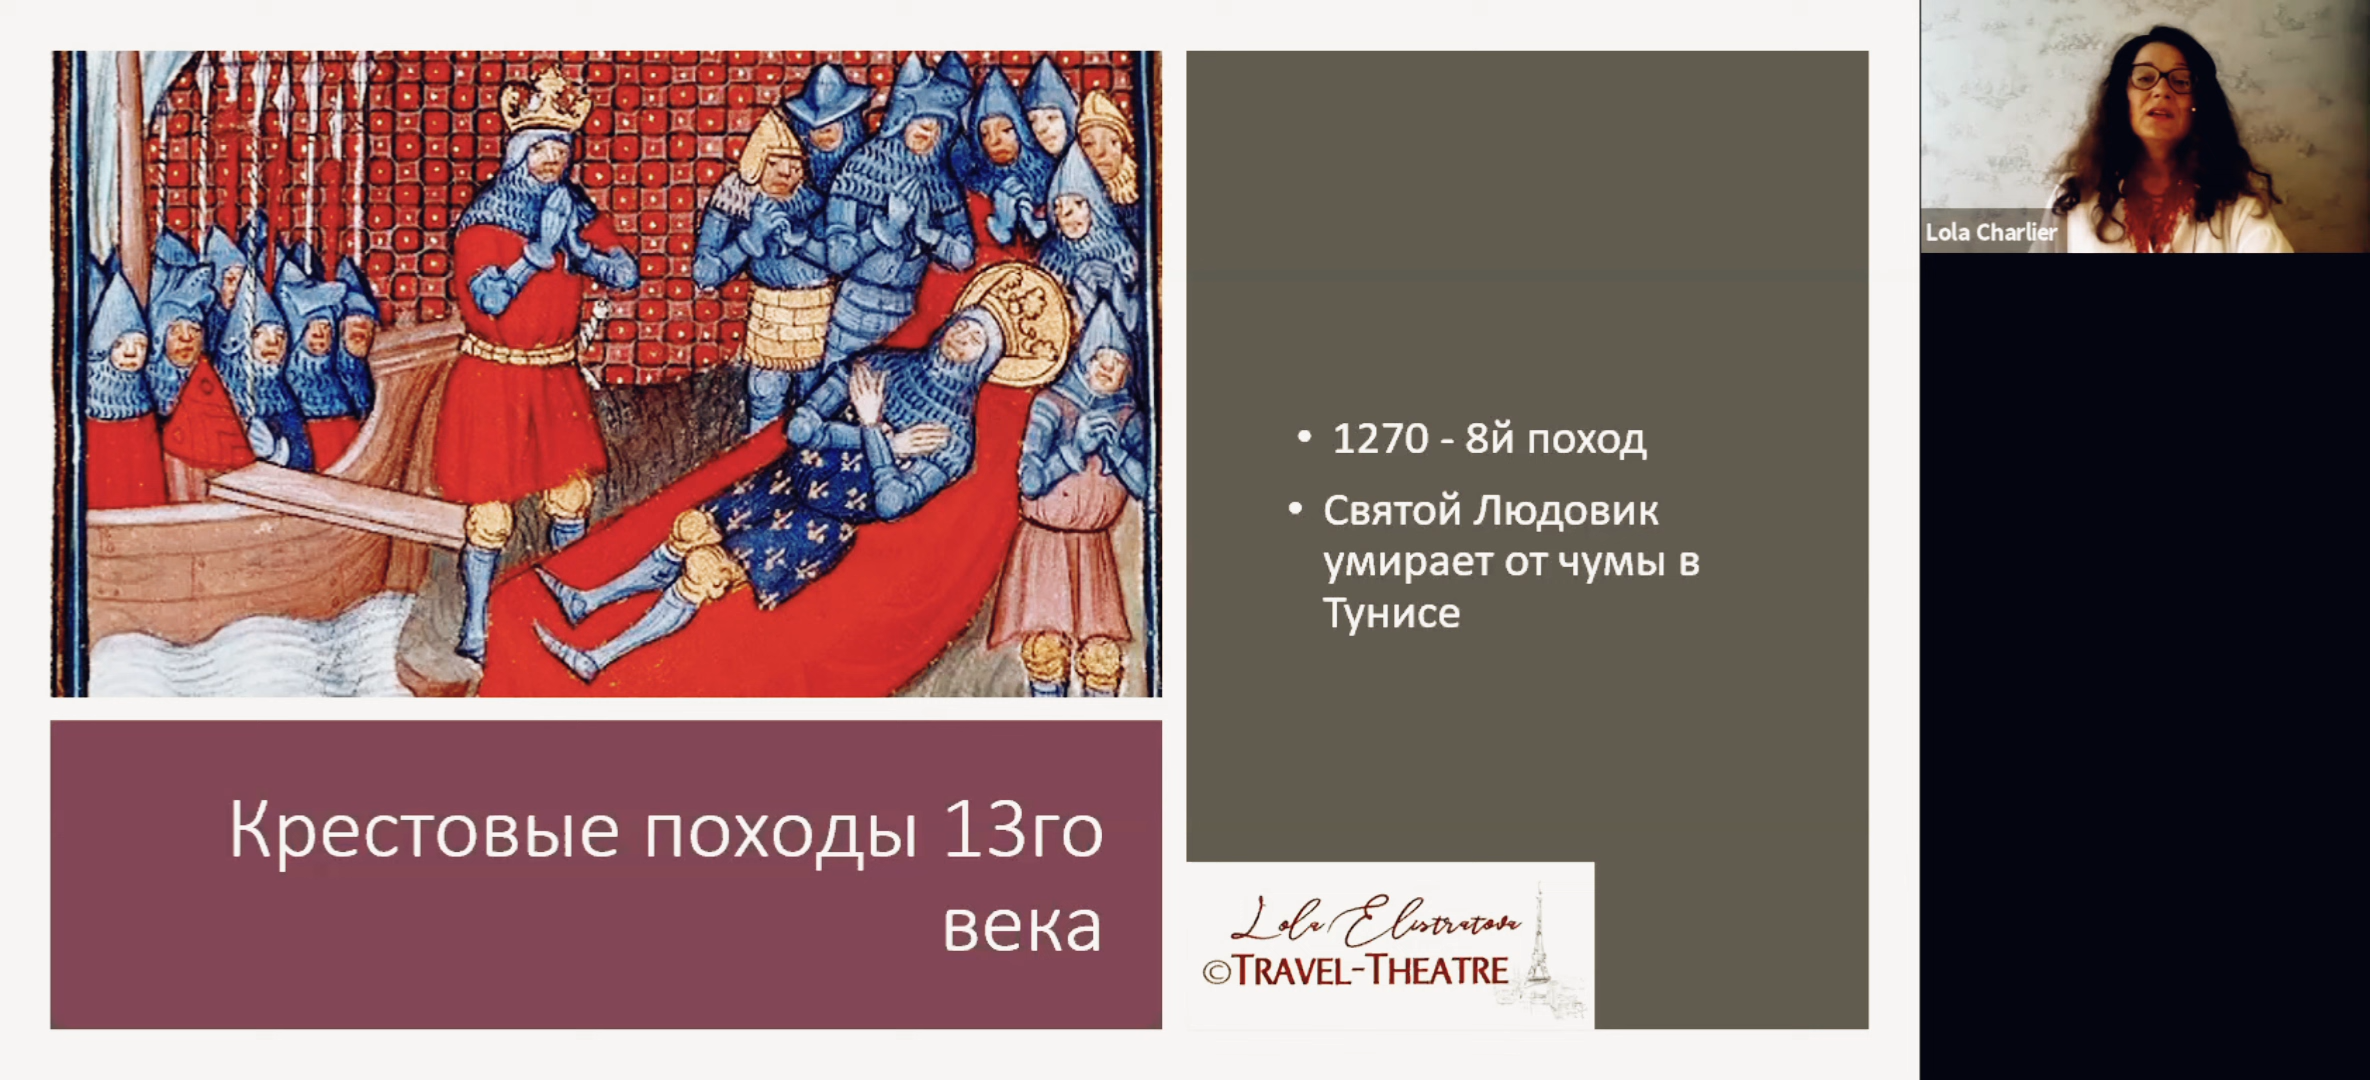 Крестовые походы 13го
века
• 1270 - 8й поход
• Святой Людовик
умирает от чумы в
Тунисе
Lola Elistratova
©TRAVEL-THEATRE
Lola Charlier